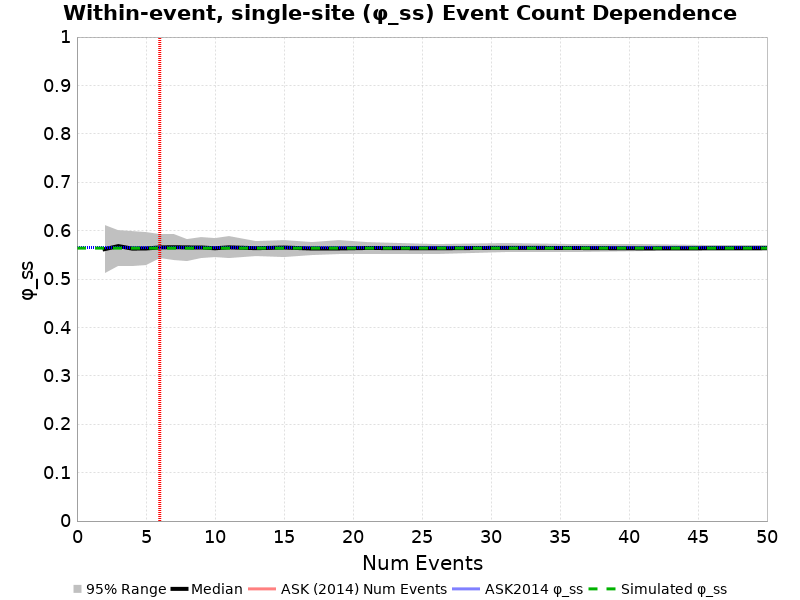 Within-event, single-site (φ_ss) Event Count Dependence
1
0.9
0.8
0.7
0.6
0.5
0.4
0.3
0.2
0.1
0
φ_ss
0 5 10 15 20 25 30 35 40 45 50
Num Events
95% Range Median ASK (2014) Num Events ASK2014 φ_ss Simulated φ_ss